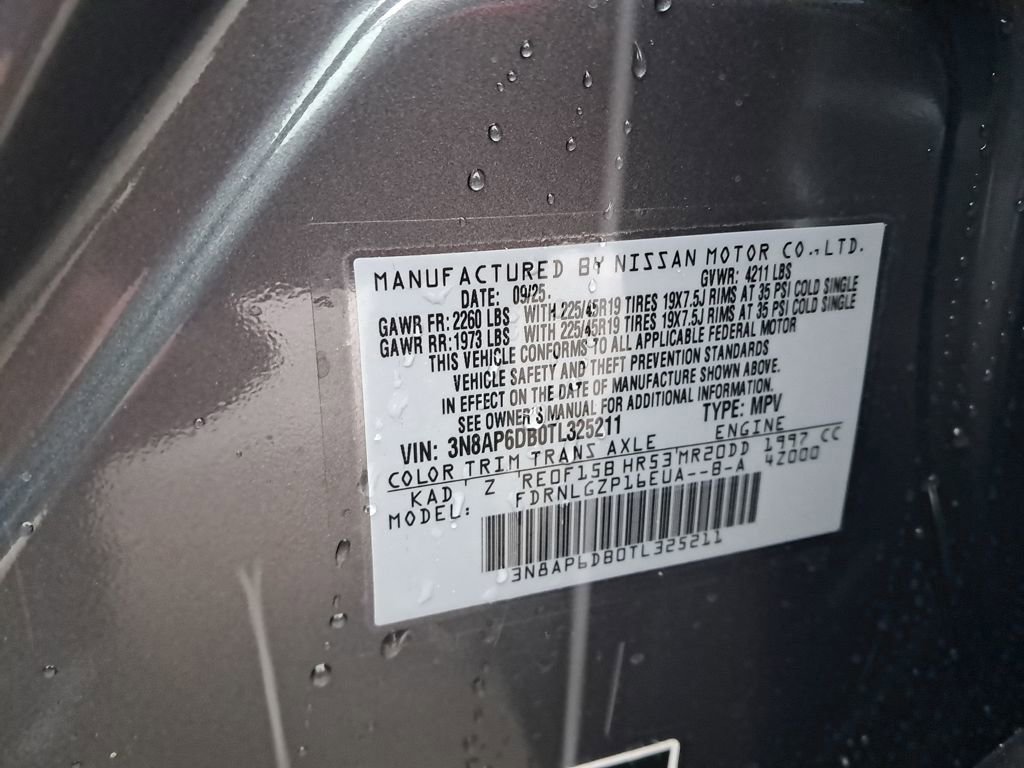 MANUFACTURED BY NISSAN MOTOR CO., LTD.
DATE: 09/25 GVWR: 4211 LBS
GAWR FR: 2260 LBS WITH 225/45R19 TIRES 19X7.5J RIMS AT 35 PSI COLD SINGLE
GAWR RR: 1973 LBS WITH 225/45R19 TIRES 19X7.5J RIMS AT 35 PSI COLD SINGLE
THIS VEHICLE CONFORMS TO ALL APPLICABLE FEDERAL MOTOR
VEHICLE SAFETY AND THEFT PREVENTION STANDARDS
IN EFFECT ON THE DATE OF MANUFACTURE SHOWN ABOVE.
SEE OWNER'S MANUAL FOR ADDITIONAL INFORMATION.
VIN: 3N8AP6DB0TL325211 TYPE: MPV
COLOR TRIM TRANS AXLE ENGINE
KAD Z RE0F15B HR53 MR20DD 1997 CC
MODEL: FDRNLGZP16EUA--B-A 42000
3N8AP6DB0TL325211